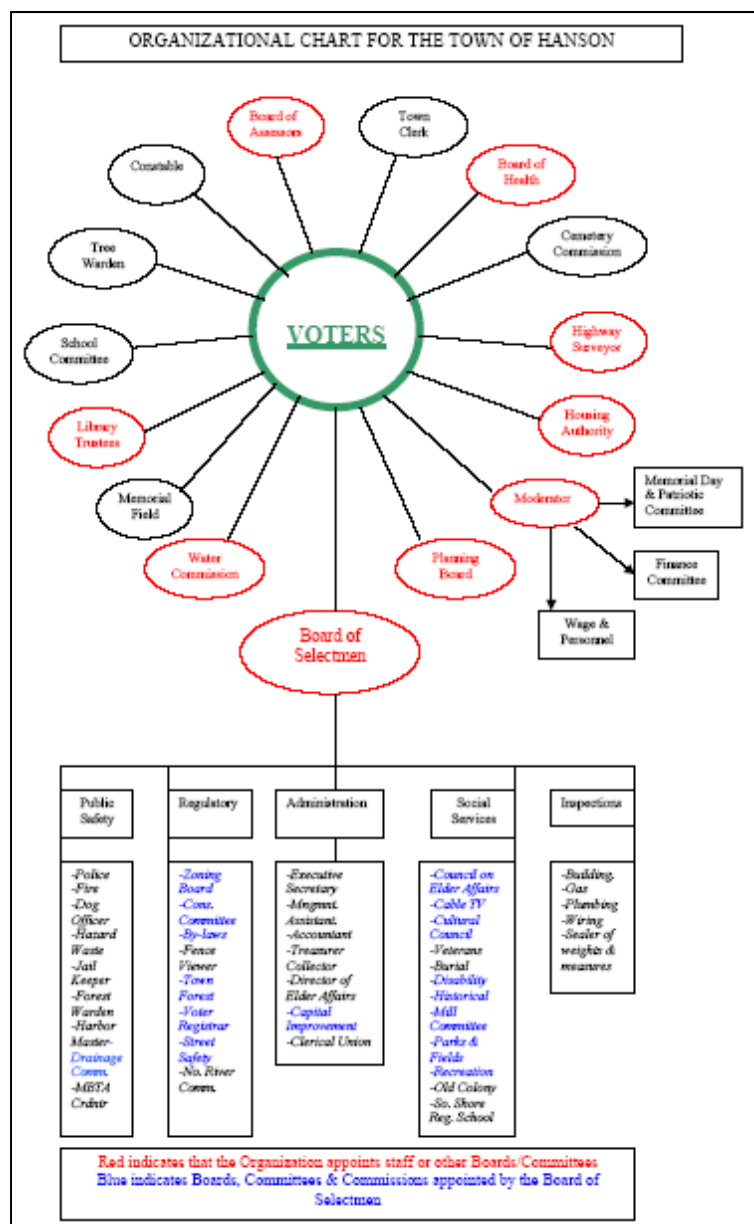 ORGANIZATIONAL CHART FOR THE TOWN OF HANSON
Board of
Assessors
Town
Clerk
Constable
Board of
Health
Tree
Warden
Cemetery
Commission
VOTERS
School
Committee
Highway
Surveyor
Library
Trustees
Housing
Authority
Memorial
Field
Moderator
Memorial Day
& Patriotic
Committee
Water
Commission
Planning
Board
Finance
Committee
Wage &
Personnel
Board of
Selectmen
Public
Safety
Regulatory
Administration
Social
Services
Inspections
-Police
-Fire
-Dog
Officer
-Hazard
Waste
-Jail
Keeper
-Forest
Warden
-Harbor
Master-
Drainage
Comm.
-MBTA
Crdntr
-Zoning
Board
-Cons.
Committee
-By-laws
-Fence
Viewer
-Town
Forest
-Voter
Registrar
-Street
Safety
-No. River
Comm.
-Executive
Secretary
-Mngmnt.
Assistant.
-Accountant
-Treasurer
Collector
-Director of
Elder Affairs
-Capital
Improvement
-Clerical Union
-Council on
Elder Affairs
-Cable TV
-Cultural
Council
-Veterans
-Burial
-Disability
-Historical
-Mill
Committee
-Parks &
Fields
-Recreation
-Old Colony
-So. Shore
Reg. School
-Building.
-Gas
-Plumbing
-Wiring
-Sealer of
weights &
measures
Red indicates that the Organization appoints staff or other Boards/Committees
Blue indicates Boards, Committees & Commissions appointed by the Board of
Selectmen